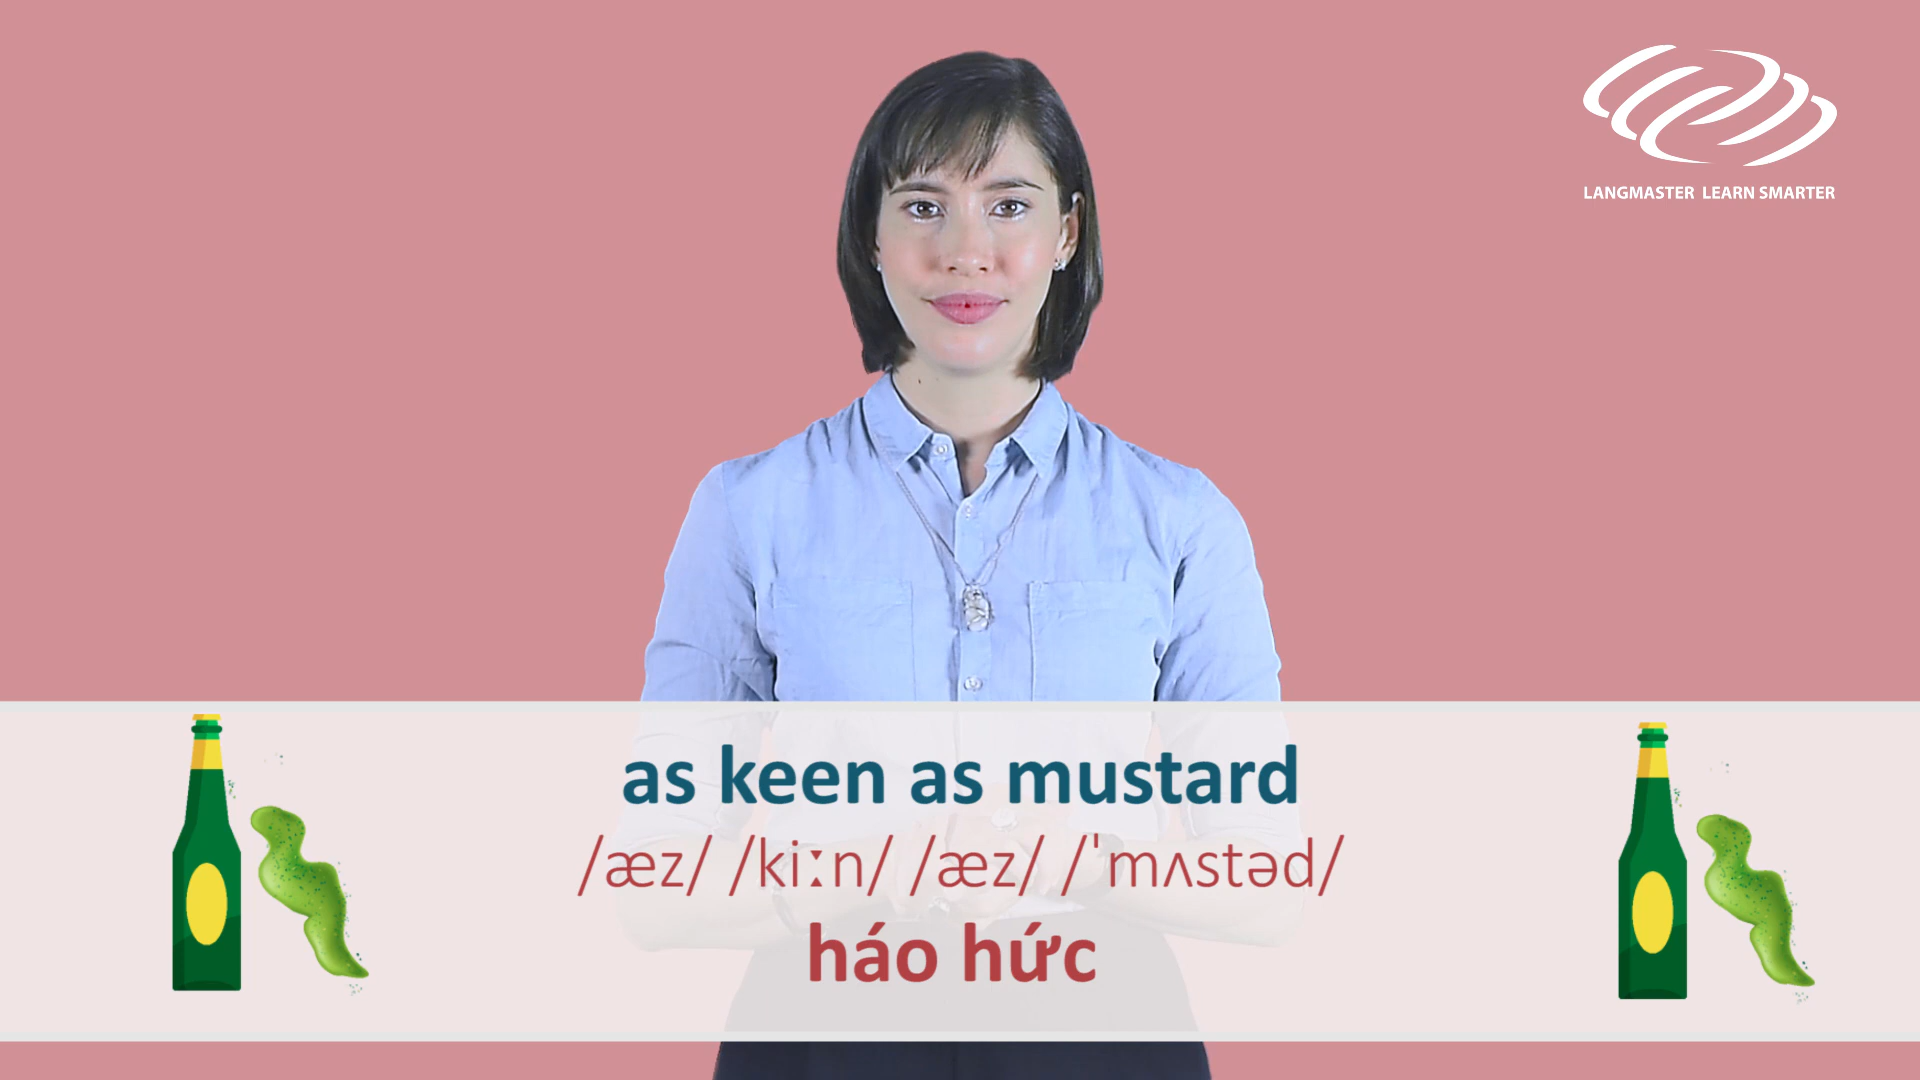 LANGMASTER LEARN SMARTER
as keen as mustard
/æz/ /kiːn/ /æz/ /ˈmʌstəd/
háo hức